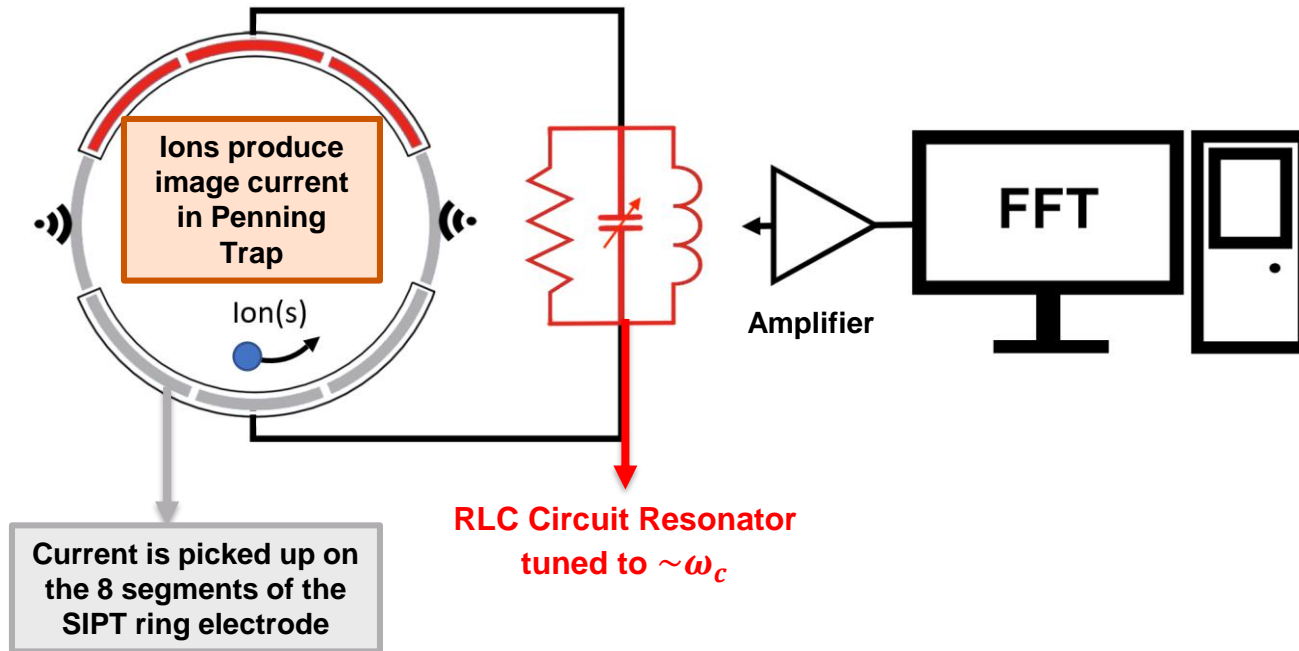 Ions produce
image current
in Penning
Trap
Ion(s)
Amplifier
FFT
RLC Circuit Resonator
tuned to ~ω_c
Current is picked up on
the 8 segments of the
SIPT ring electrode